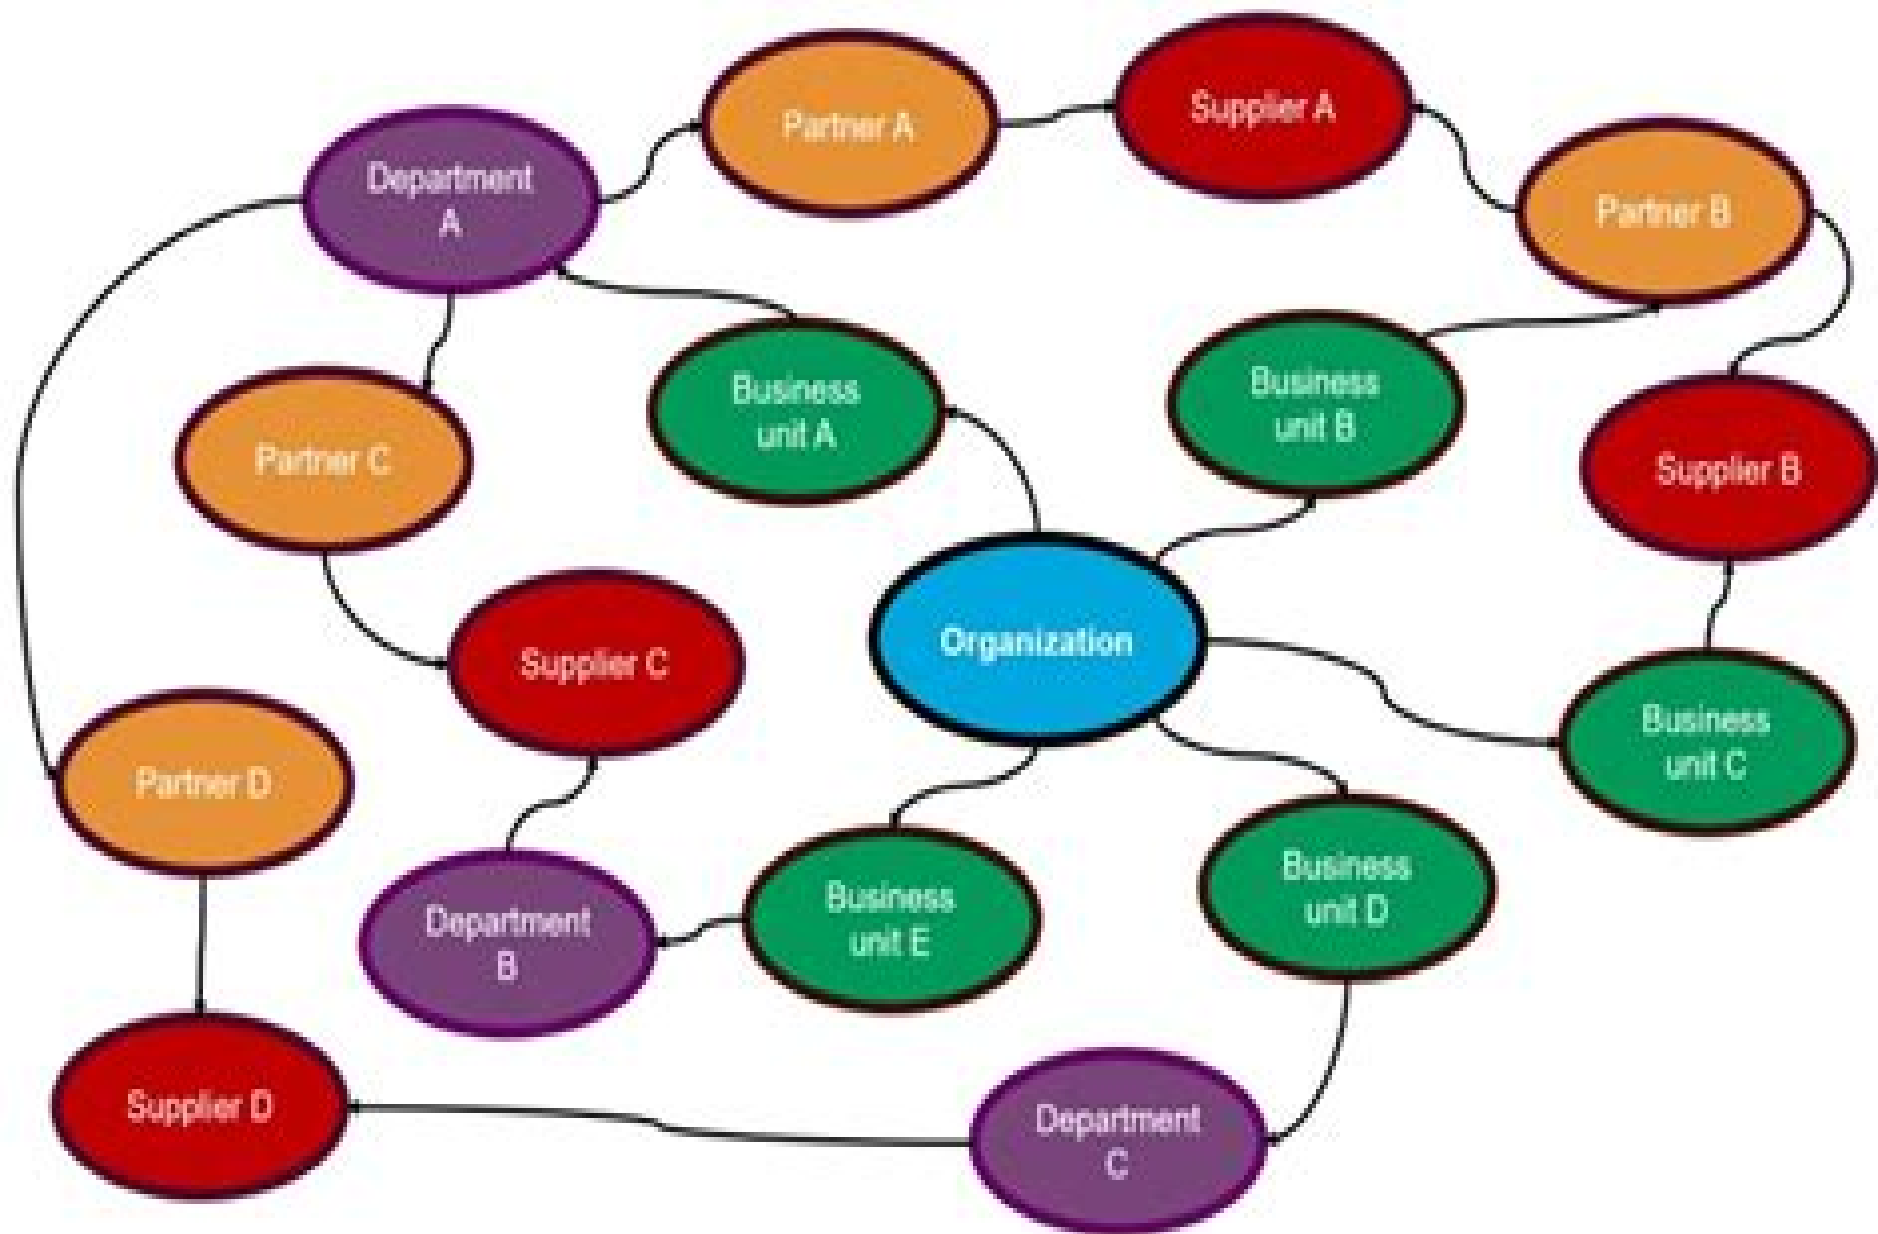 Partner A
Supplier A
Department
A
Partner B
Business
unit A
Business
unit B
Partner C
Supplier B
Organization
Supplier C
Business
unit C
Partner D
Business
unit D
Business
unit E
Department
B
Supplier D
Department
C